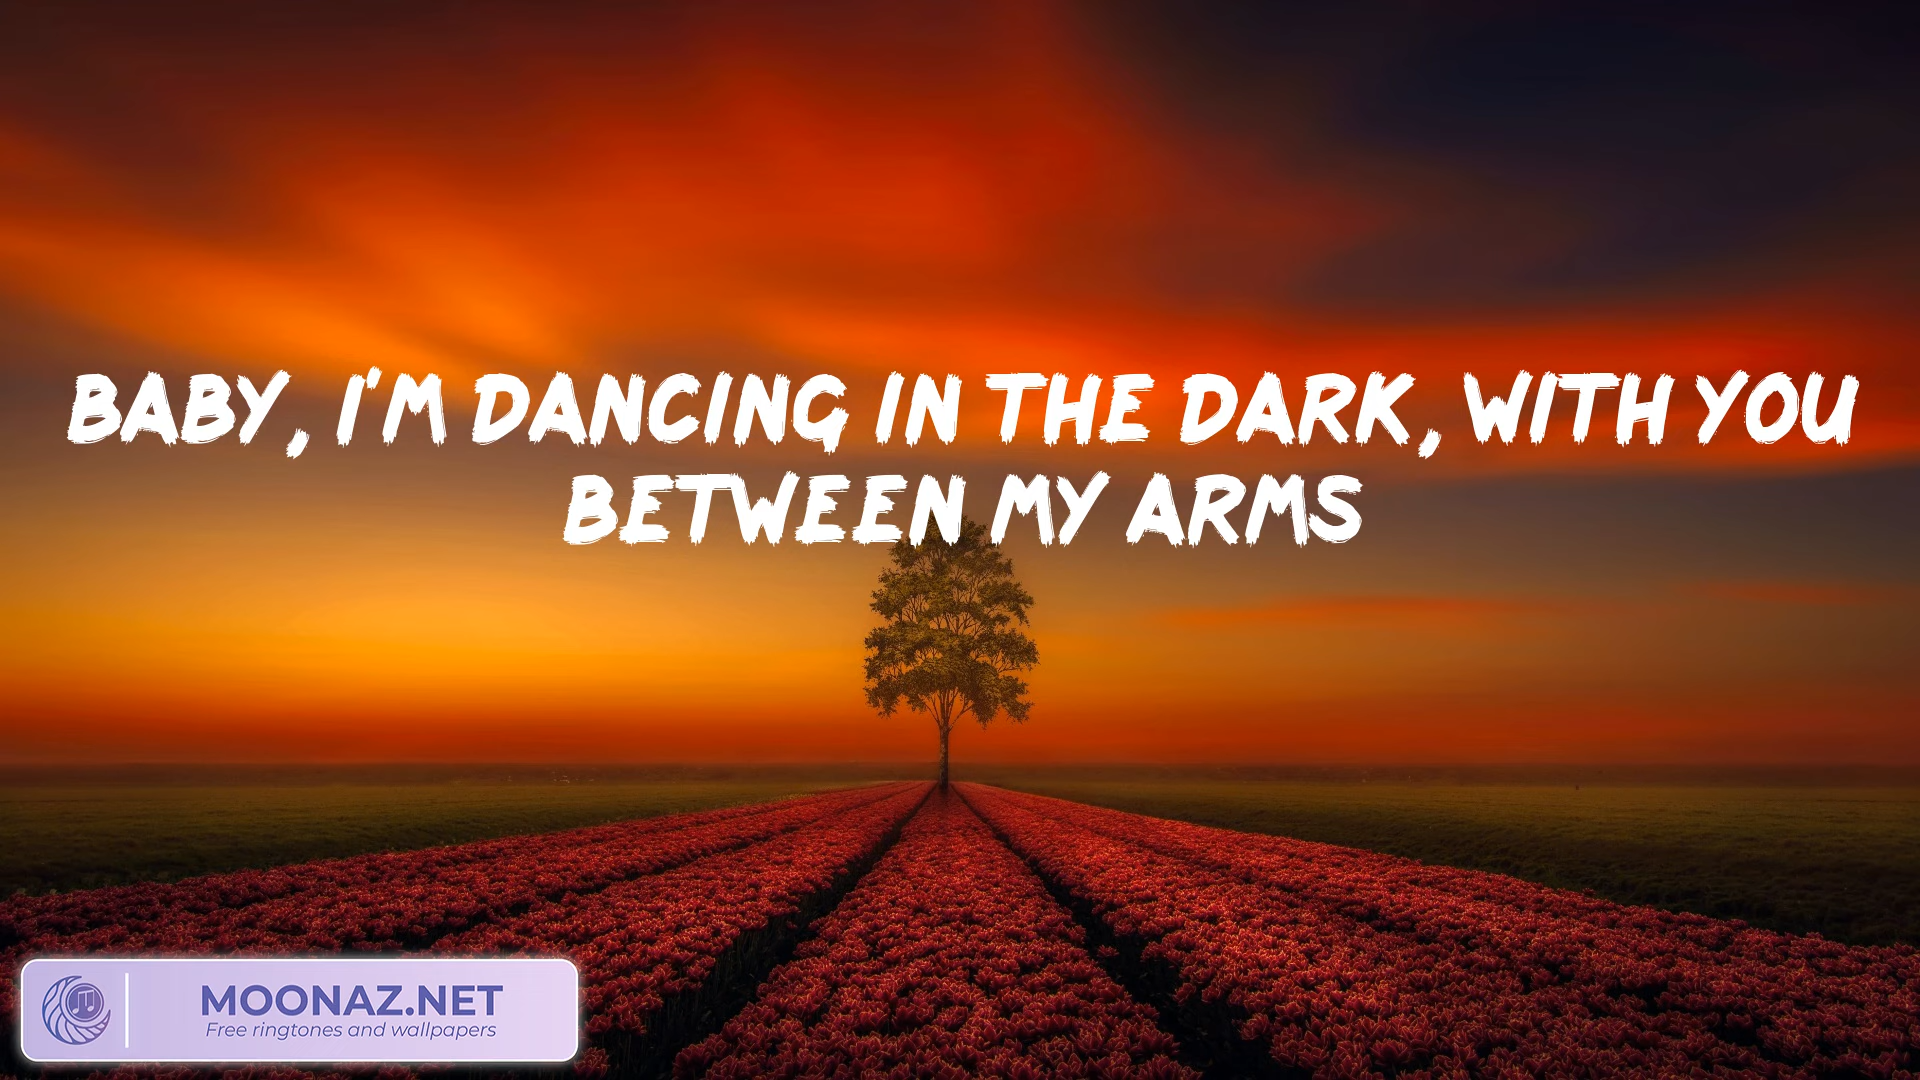 BABY, I'M DANCING IN THE DARK, WITH YOU
BETWEEN MY ARMS
MOONAZ.NET
Free ringtones and wallpapers